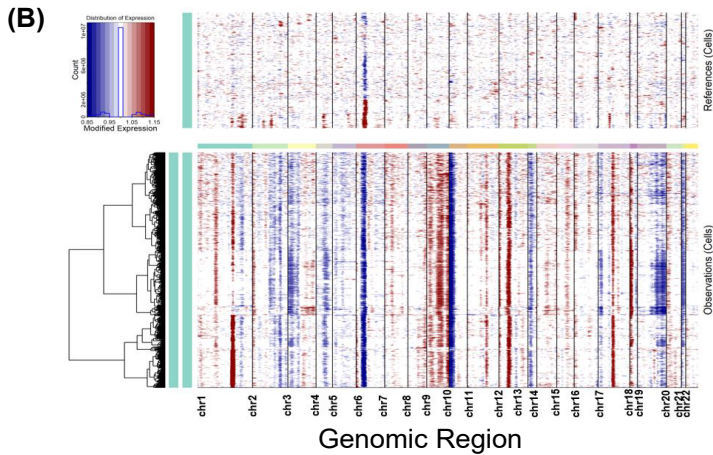 (B)
Distribution of Expression
Count
0 2e+06 6e+06 1e+07
0.85 0.95 1.05 1.15
Modified Expression
References (Cells)
Observations (Cells)
chr1 chr2 chr3 chr4 chr5 chr6 chr7 chr8 chr9 chr10 chr11 chr12 chr13 chr14 chr15 chr16 chr17 chr18 chr19 chr20 chr21 chr22
Genomic Region